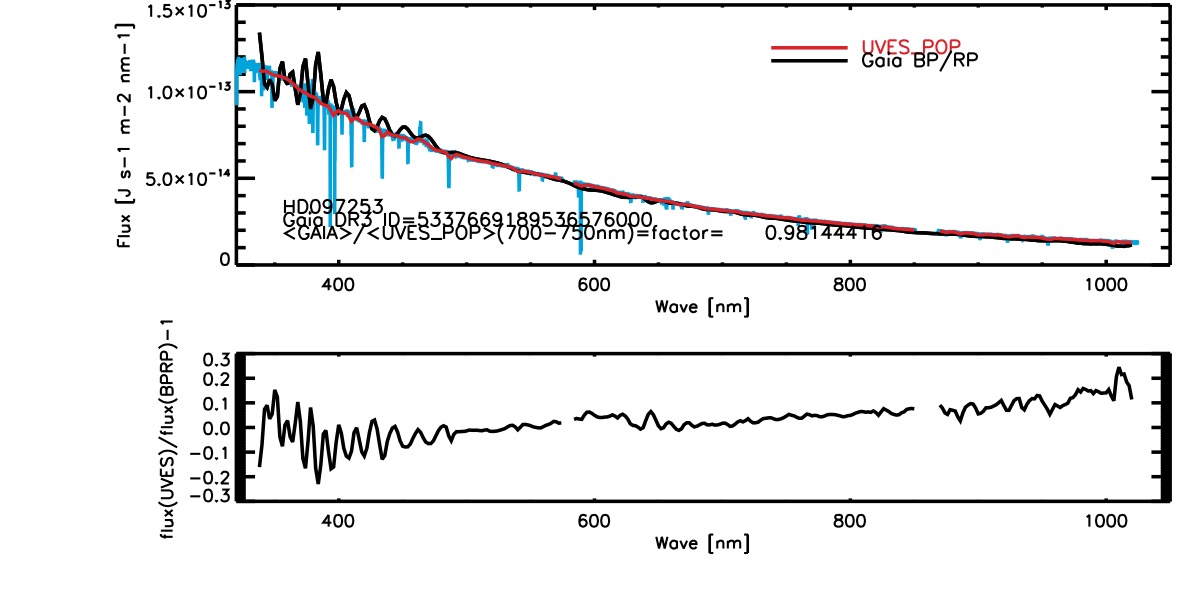 1.5×10−13
1.0×10−13
5.0×10−14
0
Flux [J s−1 m−2 nm−1]
UVES_POP
Gaia BP/RP
HD097253
Gaia DR3 ID=5337669189536576000
<GAIA>/<UVES_POP>(700−750nm)=factor= 0.98144416
400 600 800 1000
Wave [nm]
0.3
0.2
0.1
0.0
−0.1
−0.2
−0.3
flux(UVES)/flux(BPRP)−1
400 600 800 1000
Wave [nm]